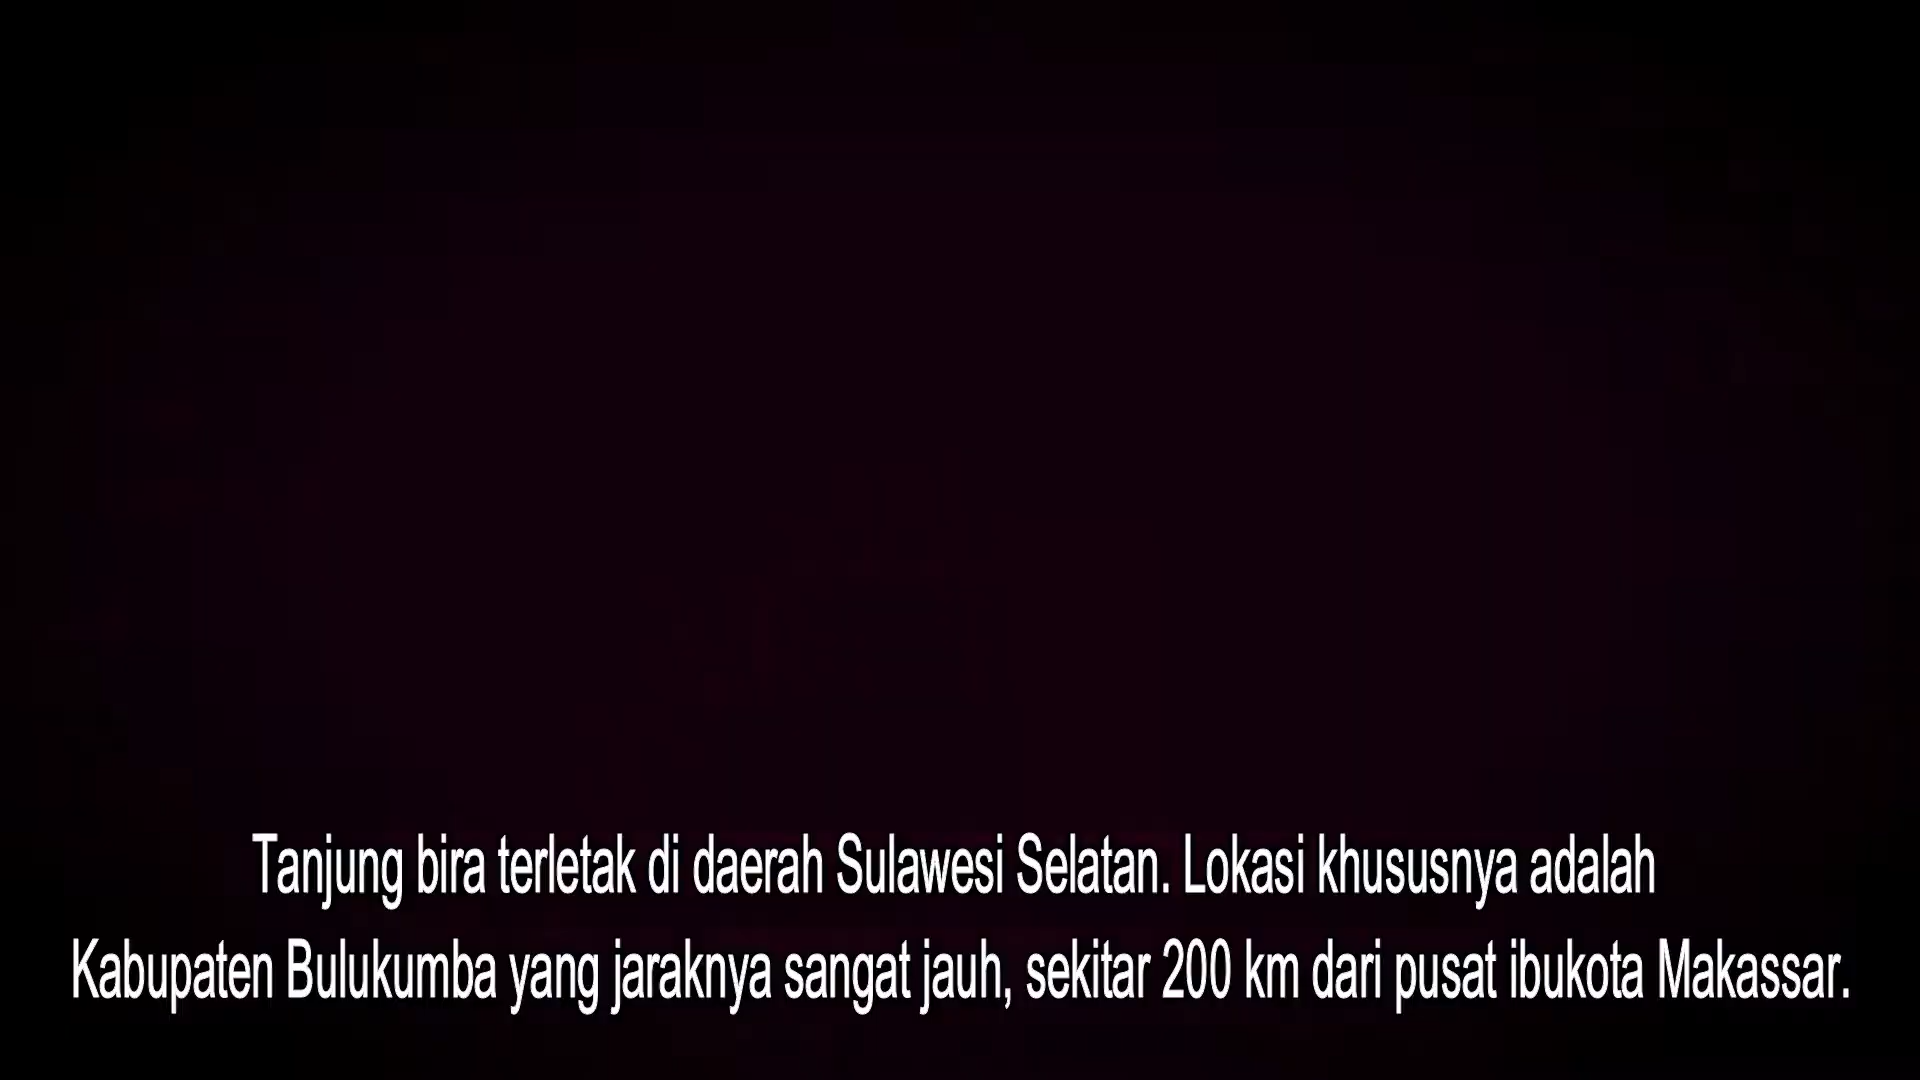 Tanjung bira terletak di daerah Sulawesi Selatan. Lokasi khususnya adalah
Kabupaten Bulukumba yang jaraknya sangat jauh, sekitar 200 km dari pusat ibukota Makassar.